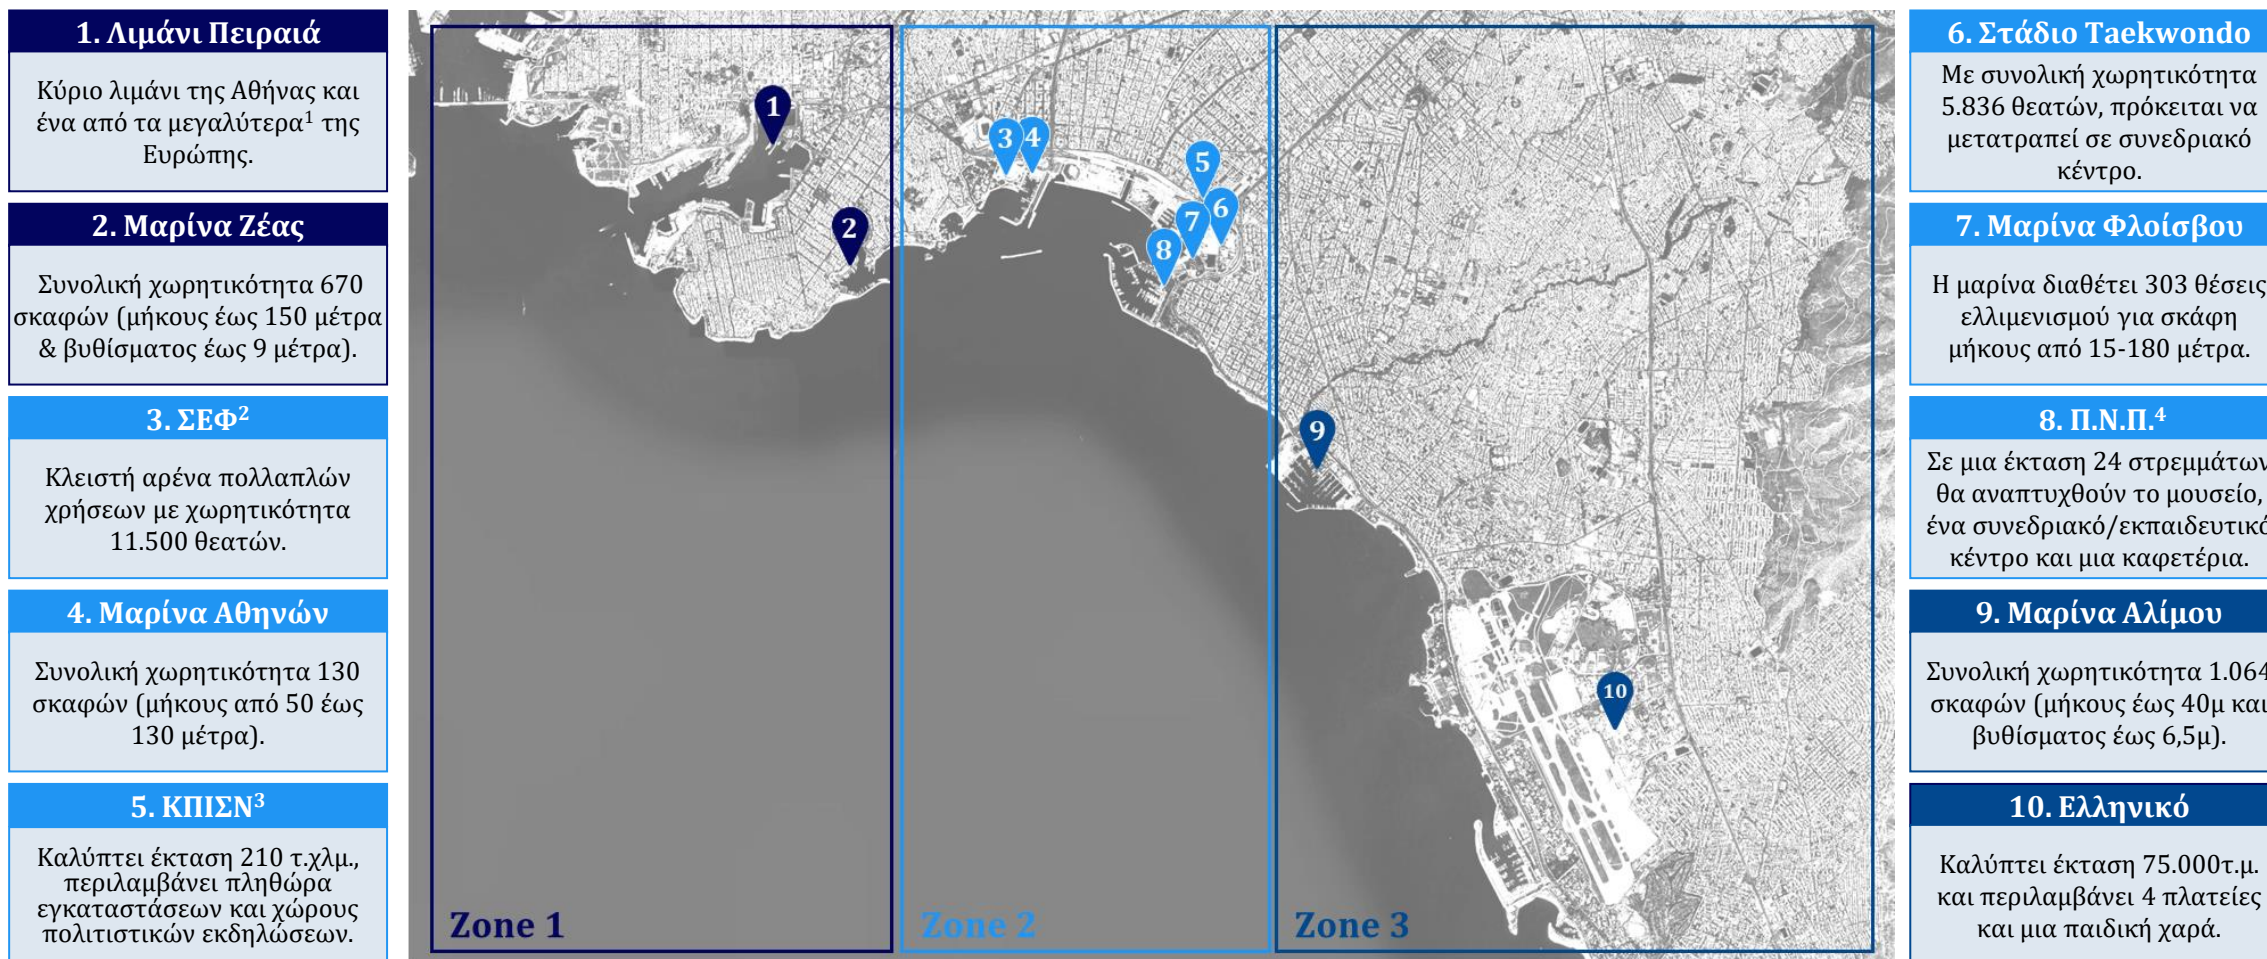 1. Λιμάνι Πειραιά
Κύριο λιμάνι της Αθήνας και
ένα από τα μεγαλύτερα¹ της
Ευρώπης.
2. Μαρίνα Ζέας
Συνολική χωρητικότητα 670
σκαφών (μήκους έως 150 μέτρα
& βυθίσματος έως 9 μέτρα).
3. ΣΕΦ²
Κλειστή αρένα πολλαπλών
χρήσεων με χωρητικότητα
11.500 θεατών.
4. Μαρίνα Αθηνών
Συνολική χωρητικότητα 130
σκαφών (μήκους από 50 έως
130 μέτρα).
5. ΚΠΙΣΝ³
Καλύπτει έκταση 210 τ.χλμ.,
περιλαμβάνει πληθώρα
εγκαταστάσεων και χώρους
πολιτιστικών εκδηλώσεων.
1
2
3
4
5
6
7
8
9
10
Zone 1
Zone 2
Zone 3
6. Στάδιο Taekwondo
Με συνολική χωρητικότητα
5.836 θεατών, πρόκειται να
μετατραπεί σε συνεδριακό
κέντρο.
7. Μαρίνα Φλοίσβου
Η μαρίνα διαθέτει 303 θέσεις
ελλιμενισμού για σκάφη
μήκους από 15-180 μέτρα.
8. Π.Ν.Π.⁴
Σε μια έκταση 24 στρεμμάτων
θα αναπτυχθούν το μουσείο,
ένα συνεδριακό/εκπαιδευτικό
κέντρο και μια καφετέρια.
9. Μαρίνα Αλίμου
Συνολική χωρητικότητα 1.064
σκαφών (μήκους έως 40μ και
βυθίσματος έως 6,5μ).
10. Ελληνικό
Καλύπτει έκταση 75.000τ.μ.
και περιλαμβάνει 4 πλατείες
και μια παιδική χαρά.